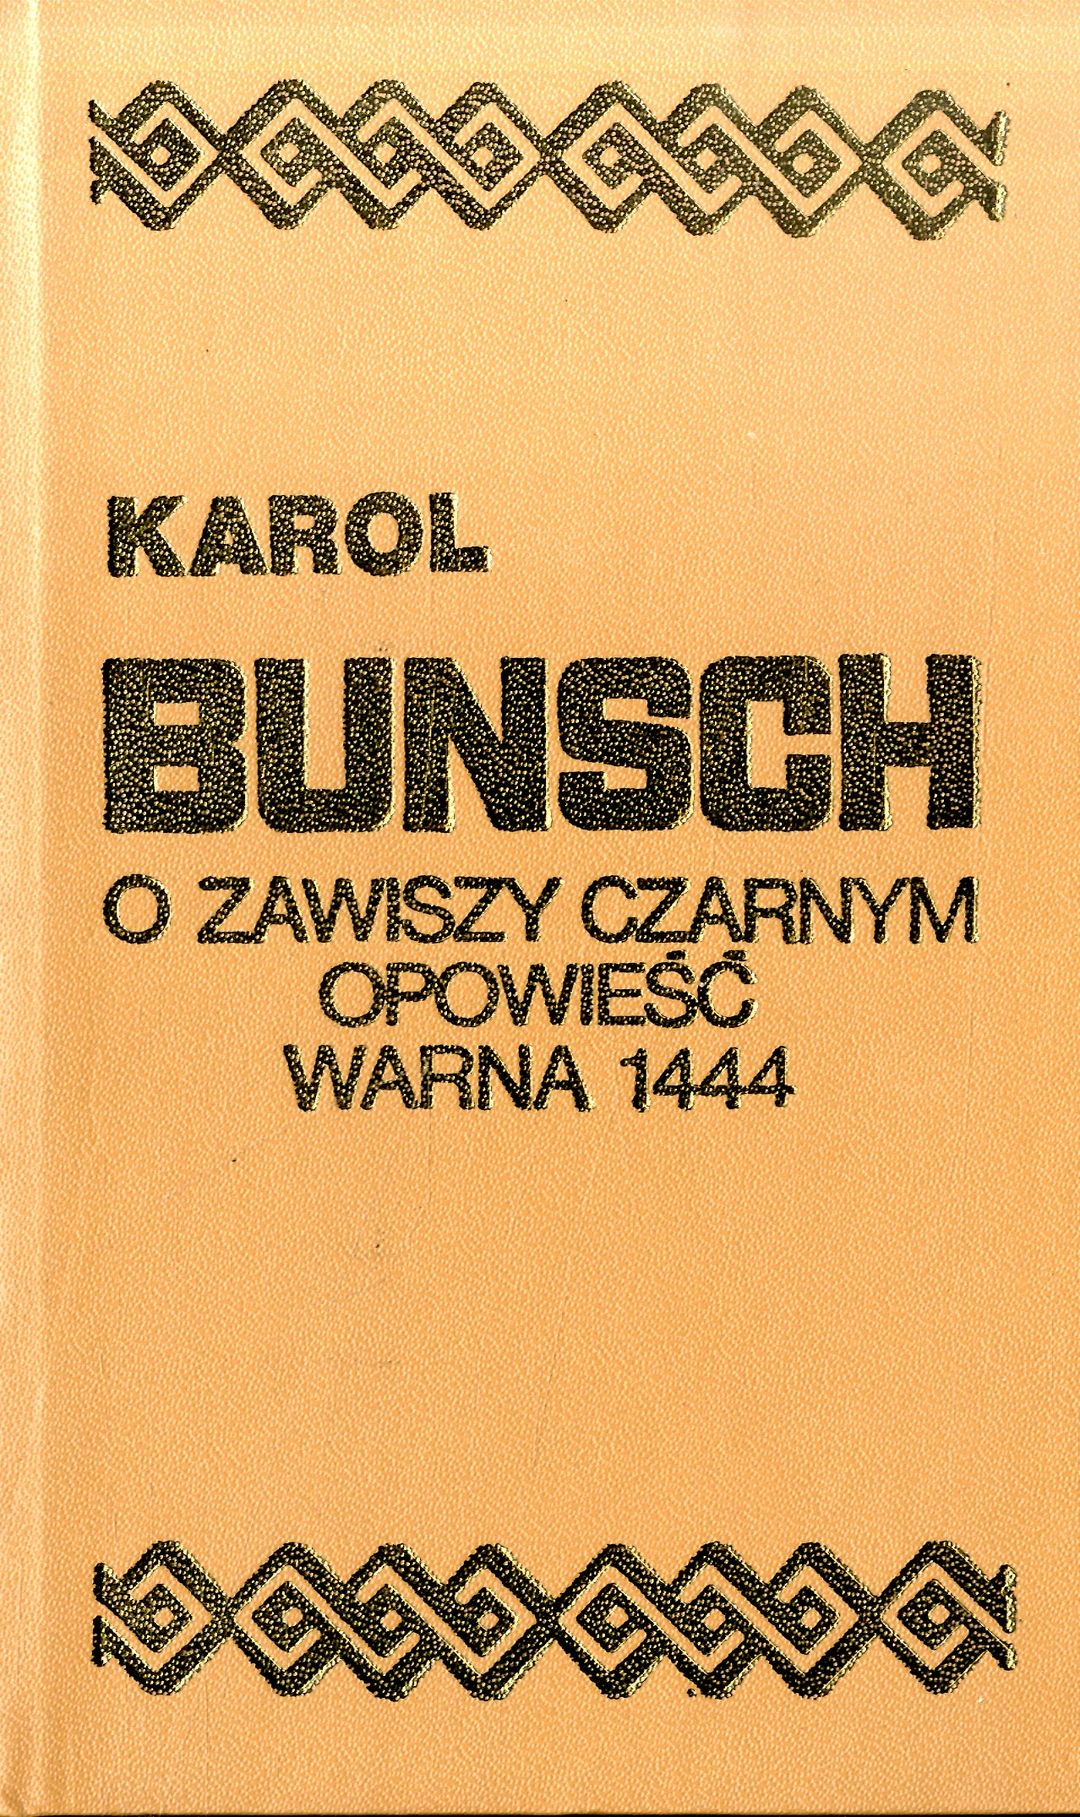 KAROL
BUNSCH
O ZAWISZY CZARNYM
OPOWIEŚĆ
WARNA 1444